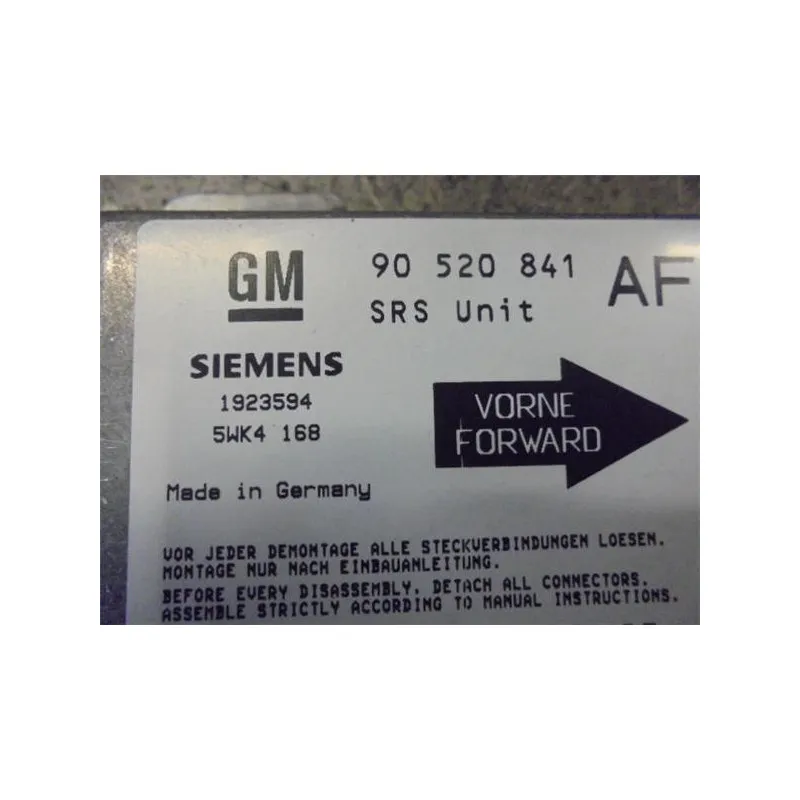 GM
90 520 841 AF
SRS Unit
SIEMENS
1923594
5WK4 168
VORNE
FORWARD
Made in Germany
VOR JEDER DEMONTAGE ALLE STECKVERBINDUNGEN LOESEN.
MONTAGE NUR NACH EINBAUANLEITUNG.
BEFORE EVERY DISASSEMBLY, DETACH ALL CONNECTORS.
ASSEMBLE STRICTLY ACCORDING TO MANUAL INSTRUCTIONS.